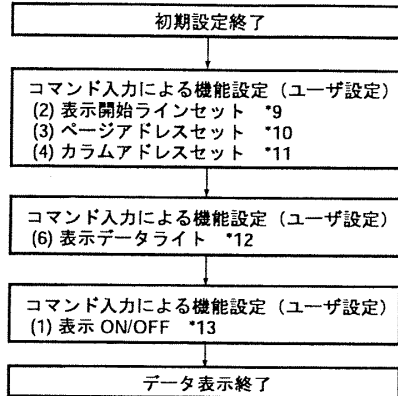 初期設定終了
コマンド入力による機能設定（ユーザ設定）
(2) 表示開始ラインセット *9
(3) ページアドレスセット *10
(4) カラムアドレスセット *11
コマンド入力による機能設定（ユーザ設定）
(6) 表示データライト *12
コマンド入力による機能設定（ユーザ設定）
(1) 表示 ON/OFF *13
データ表示終了